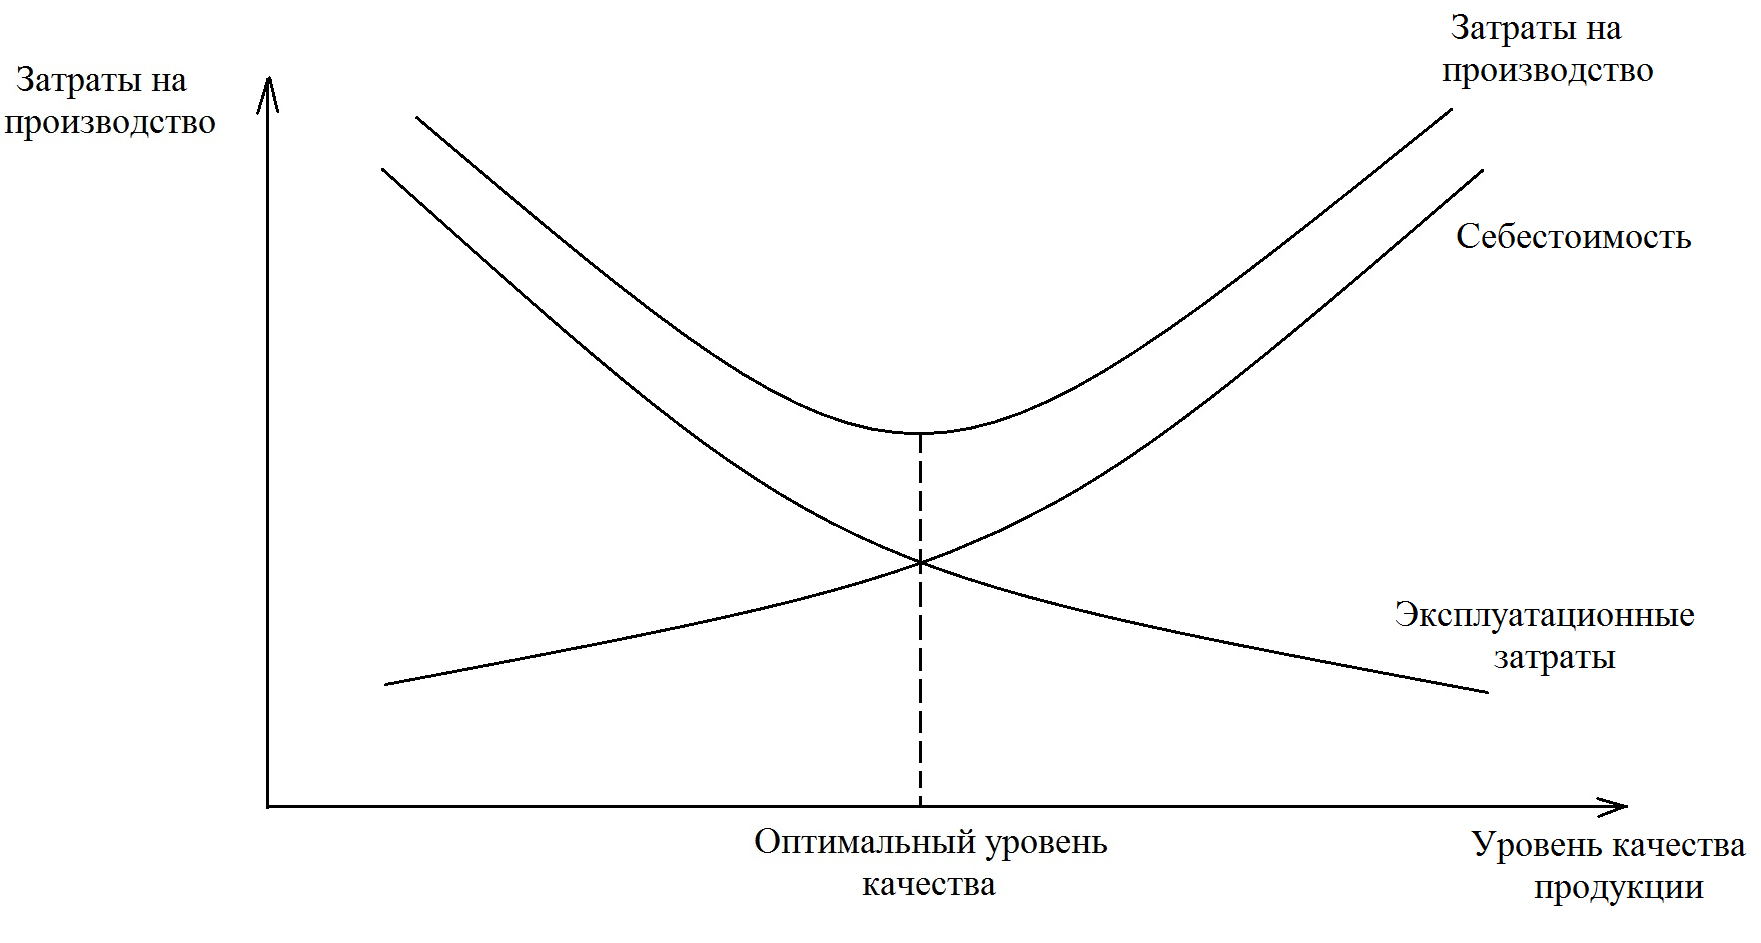 Затраты на
производство
Затраты на
производство
Себестоимость
Эксплуатационные
затраты
Оптимальный уровень
качества
Уровень качества
продукции